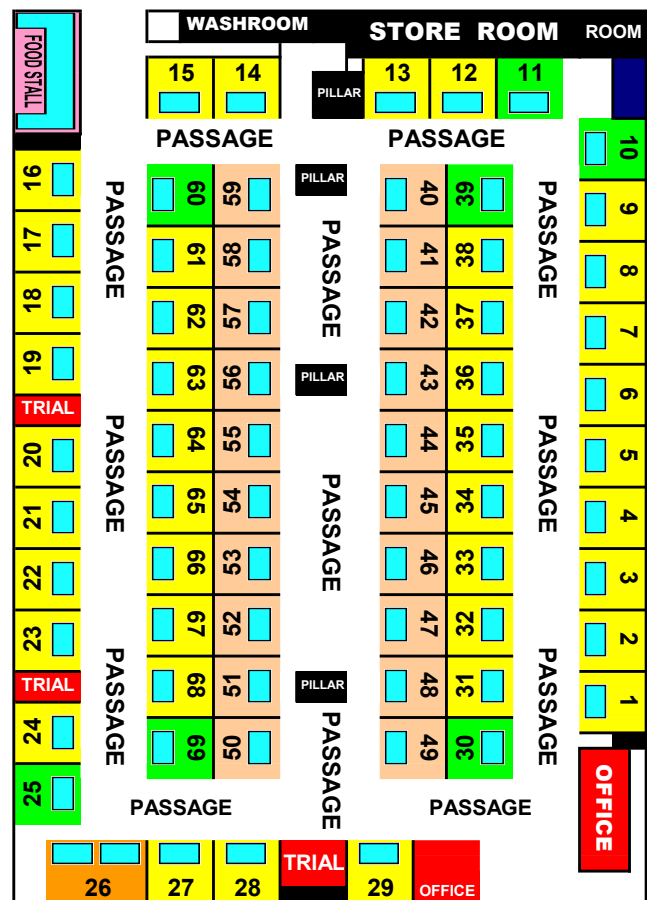 WASHROOM
STORE ROOM
ROOM
FOOD STALL
15
14
PILLAR
13
12
11
PASSAGE
PASSAGE
10
9
8
7
6
5
4
3
2
1
OFFICE
16
17
18
19
TRIAL
20
21
22
23
TRIAL
24
25
PASSAGE
PASSAGE
PASSAGE
60
61
62
63
64
65
66
67
68
69
59
58
57
56
55
54
53
52
51
50
PILLAR
PASSAGE
PILLAR
PASSAGE
PILLAR
PASSAGE
40
41
42
43
44
45
46
47
48
49
39
38
37
36
35
34
33
32
31
30
PASSAGE
PASSAGE
PASSAGE
PASSAGE
PASSAGE
26
27
28
TRIAL
29
OFFICE